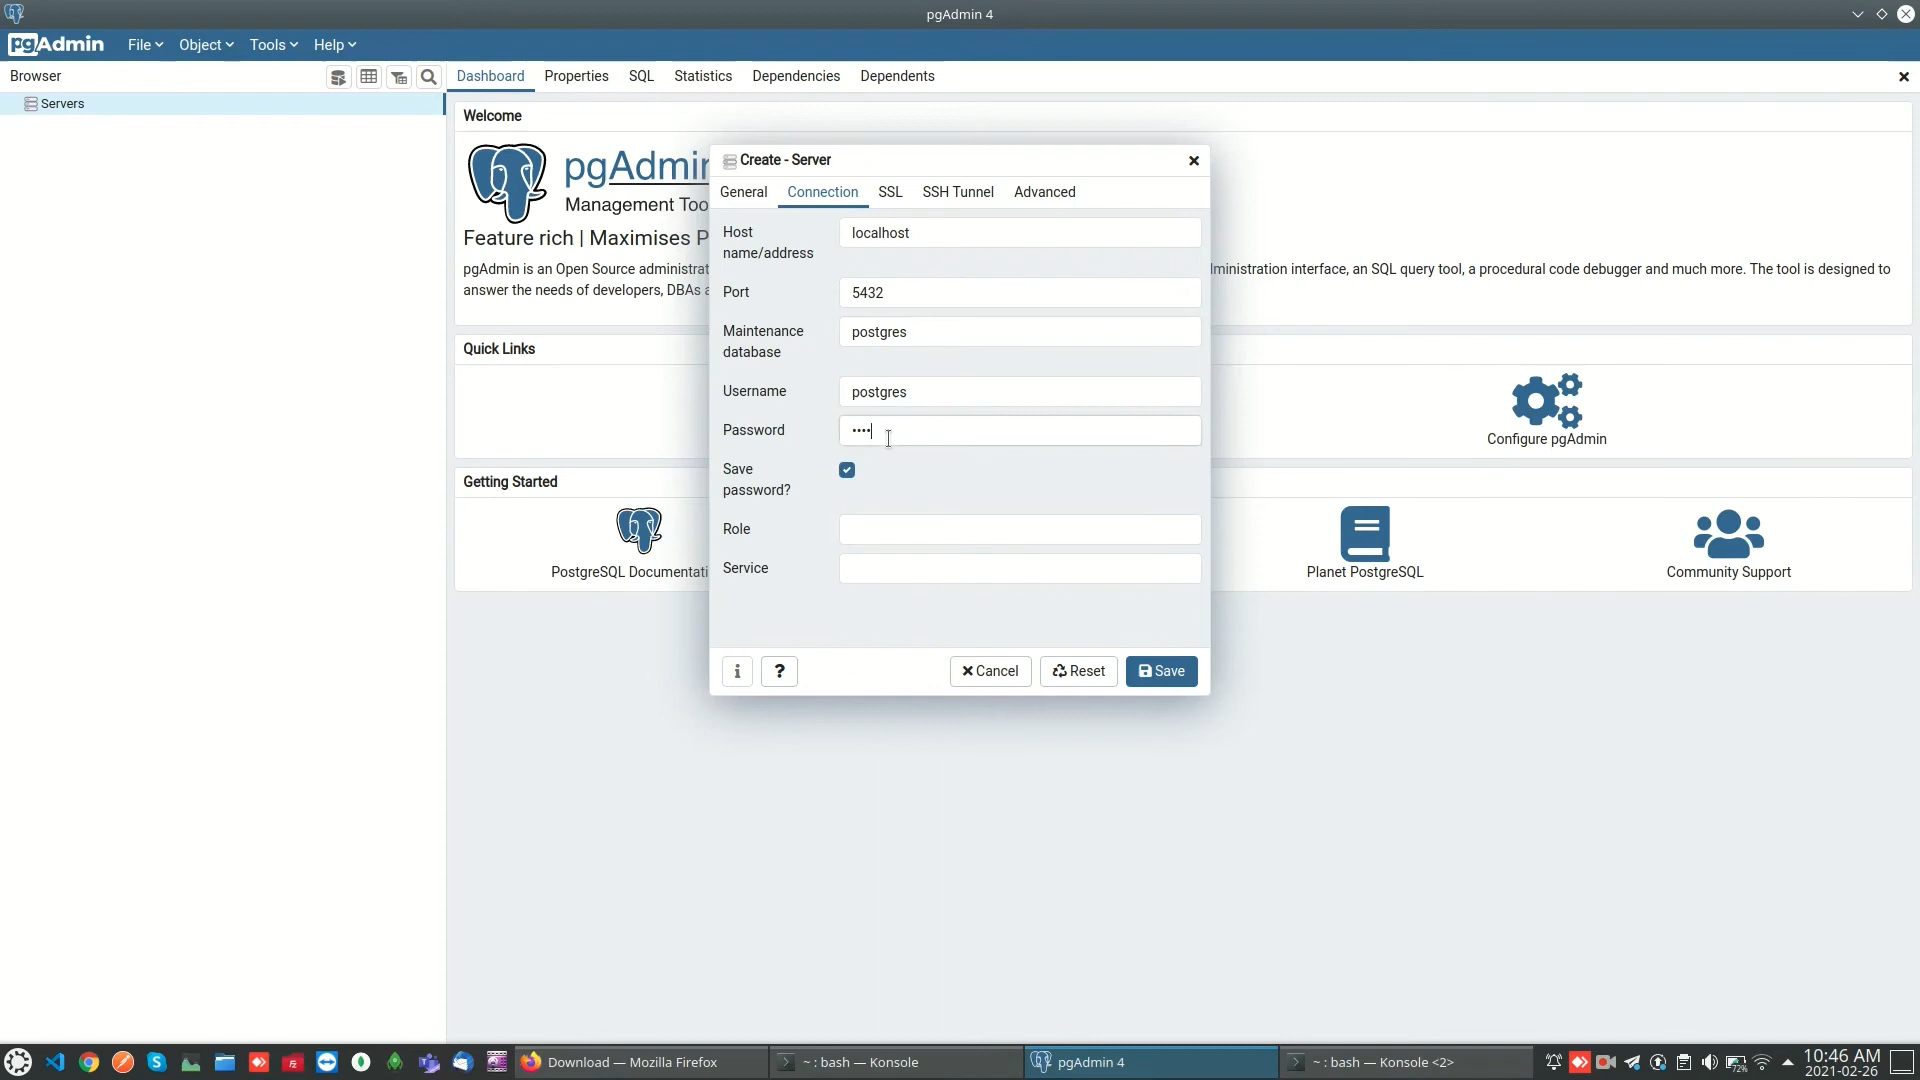 pgAdmin 4
pgAdmin File Object Tools Help
Browser
Dashboard Properties SQL Statistics Dependencies Dependents
Servers
Welcome
pgAdmin
Management Too
Feature rich | Maximises P
pgAdmin is an Open Source administrat
lministration interface, an SQL query tool, a procedural code debugger and much more. The tool is designed to
answer the needs of developers, DBAs a
Quick Links
Configure pgAdmin
Getting Started
PostgreSQL Documentati
Planet PostgreSQL
Community Support
Create - Server
General Connection SSL SSH Tunnel Advanced
Host
name/address
localhost
Port
5432
Maintenance
database
postgres
Username
postgres
Password
••••
Save
password?
Role
Service
i
?
Cancel
Reset
Save
Download — Mozilla Firefox
~ : bash — Konsole
pgAdmin 4
~ : bash — Konsole <2>
72%
10:46 AM
2021-02-26